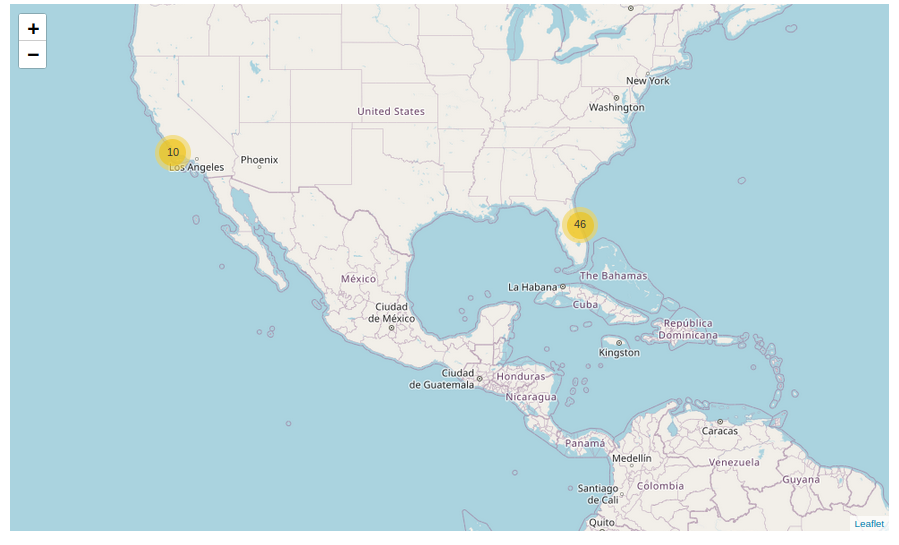 +
−
New York
Washington
United States
10
Los Angeles
Phoenix
46
México
The Bahamas
La Habana
Cuba
Ciudad
de México
República
Dominicana
Kingston
Ciudad
de Guatemala
Honduras
Nicaragua
Caracas
Panamá
Medellín
Venezuela
Guyana
Santiago
de Cali
Colombia
Quito
Leaflet